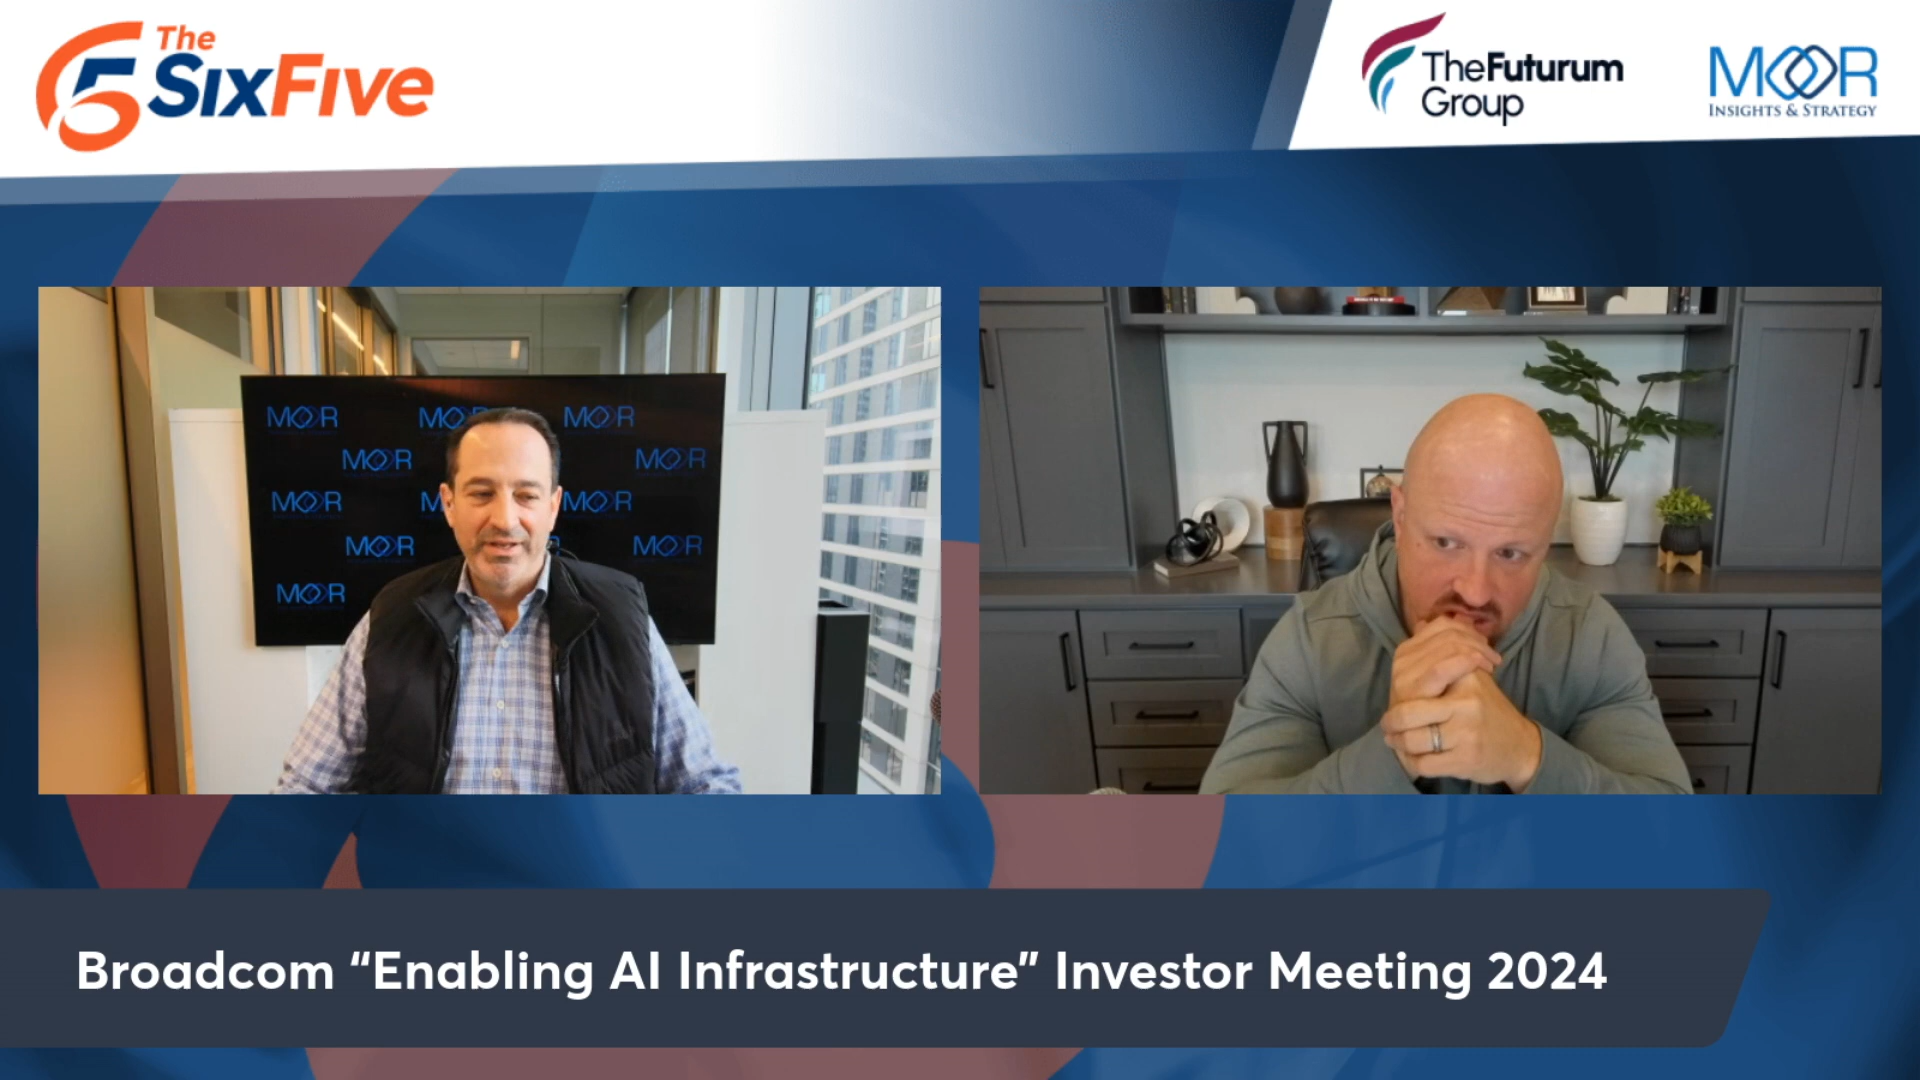 The
SixFive
TheFuturum
Group
MOOR
INSIGHTS & STRATEGY
MOOR
MOOR
MOOR
MOOR
MOOR
MOOR
MOOR
MOOR
MOOR
Broadcom “Enabling AI Infrastructure” Investor Meeting 2024